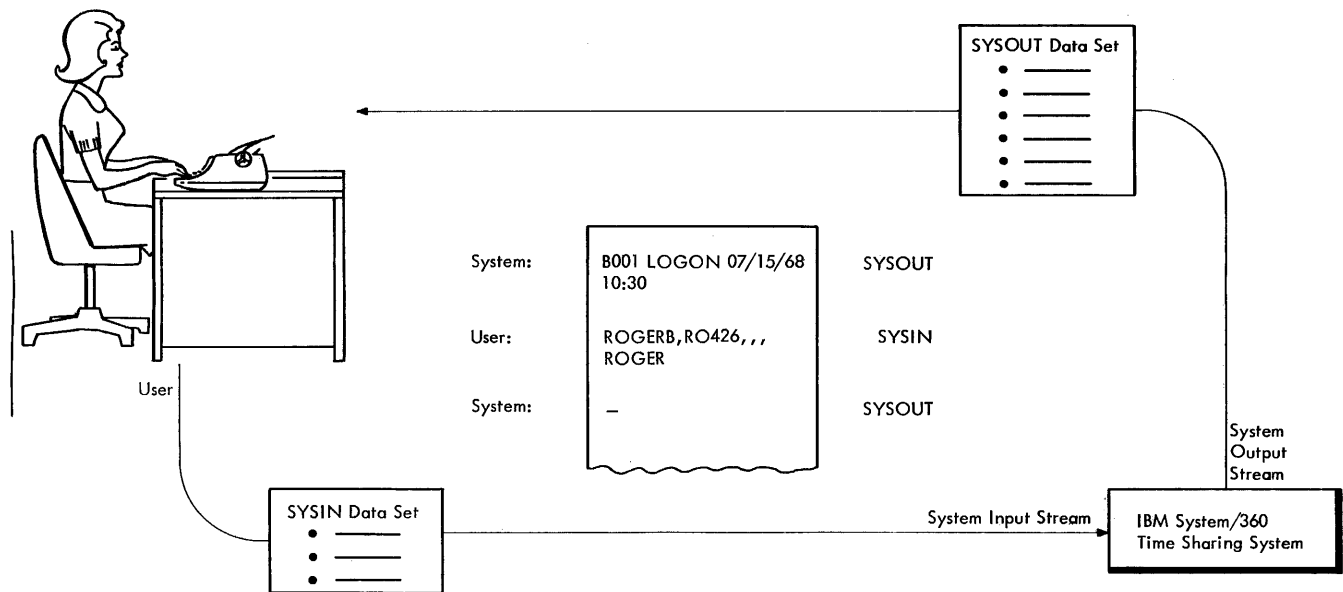 SYSOUT Data Set
System:
B001 LOGON 07/15/68
10:30
SYSOUT
User:
ROGERB,RO426,,,
ROGER
SYSIN
System:
_
SYSOUT
User
System
Output
Stream
SYSIN Data Set
System Input Stream
IBM System/360
Time Sharing System